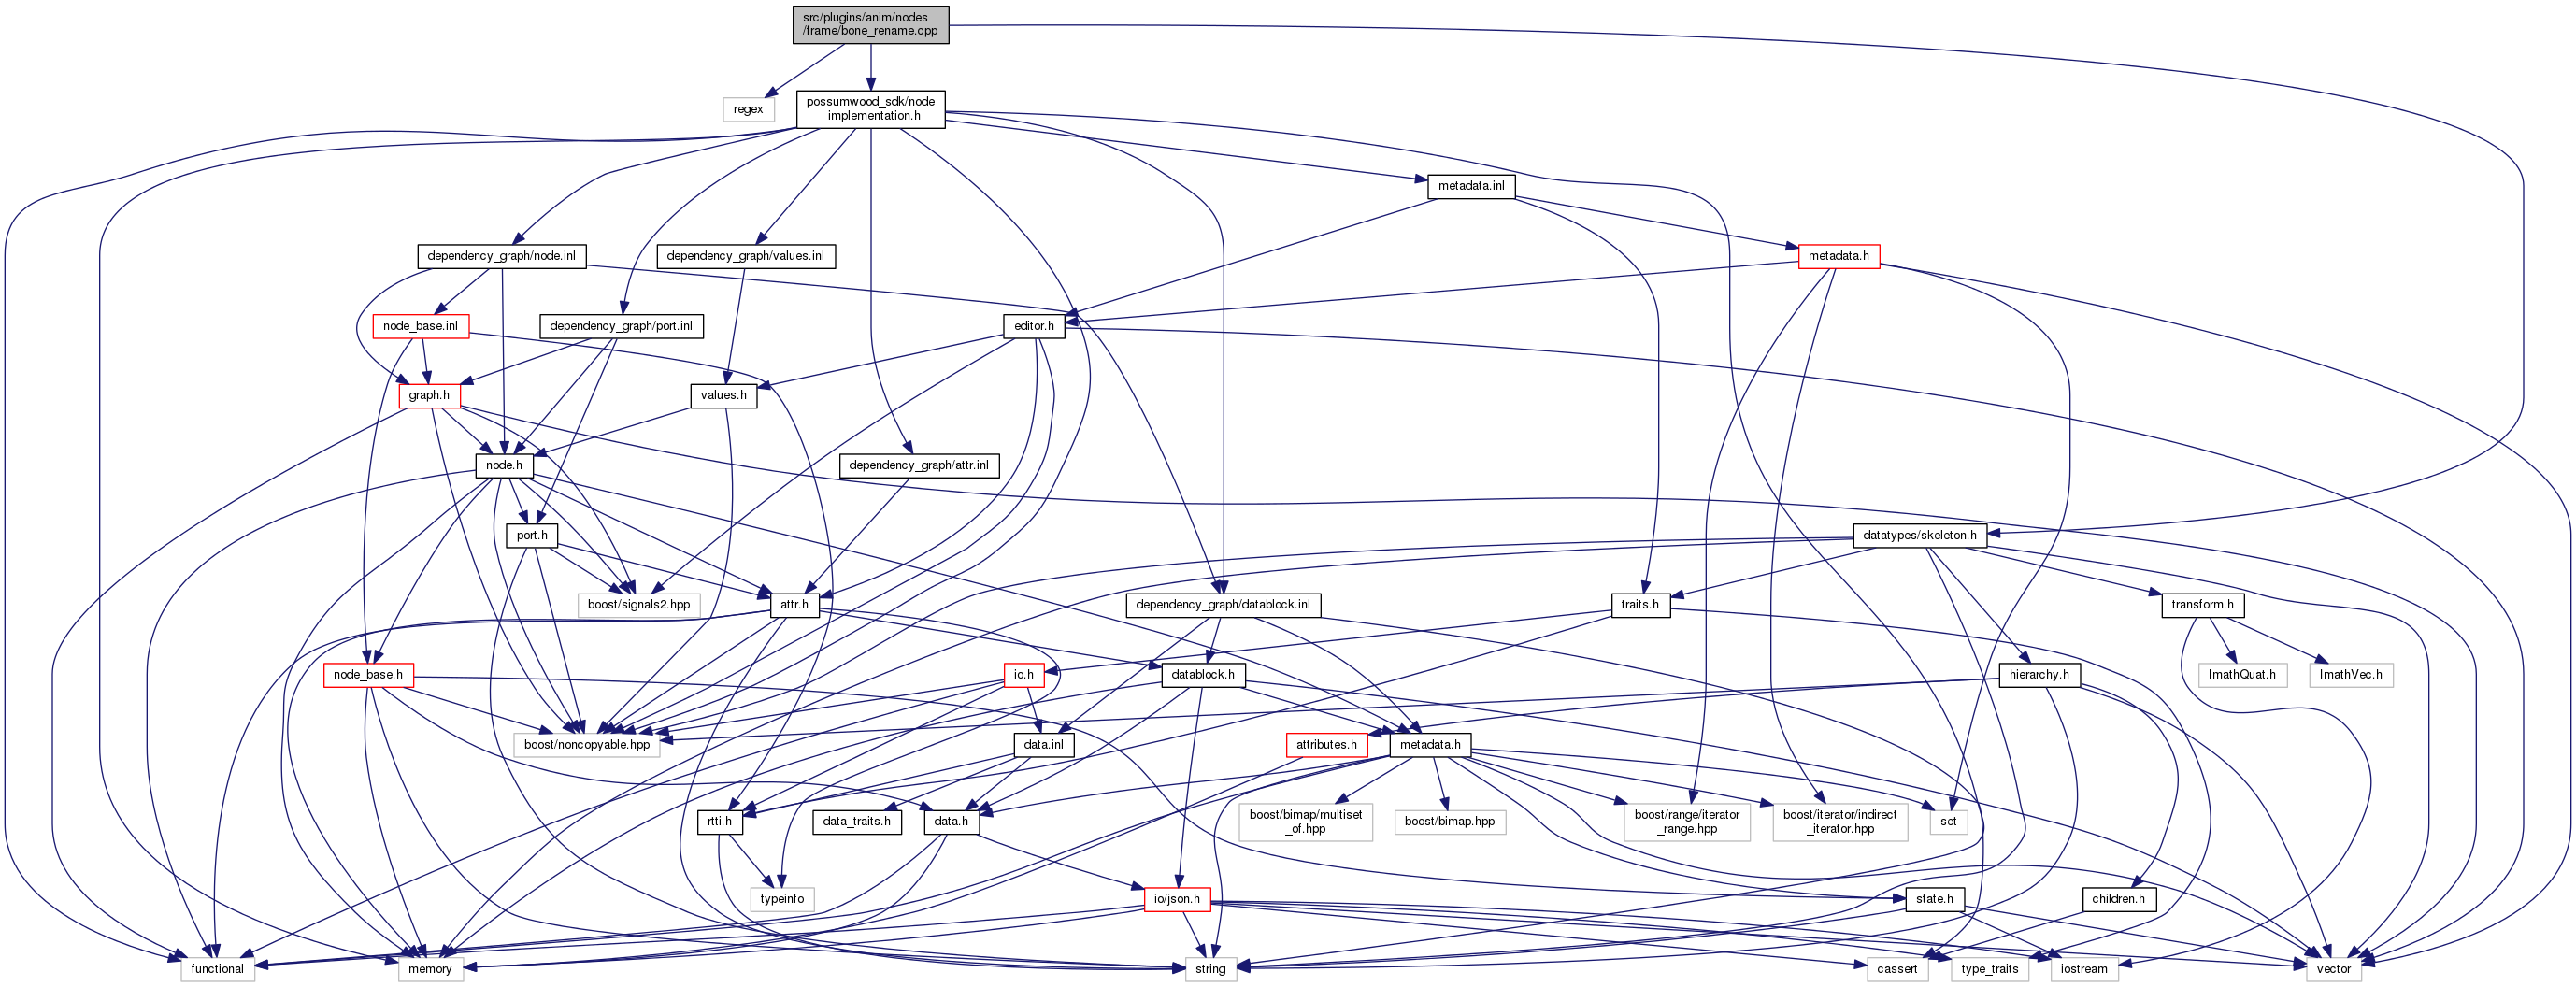 src/plugins/anim/nodes
/frame/bone_rename.cpp
regex
possumwood_sdk/node
_implementation.h
metadata.inl
dependency_graph/node.inl
dependency_graph/values.inl
metadata.h
node_base.inl
dependency_graph/port.inl
editor.h
graph.h
values.h
node.h
dependency_graph/attr.inl
port.h
datatypes/skeleton.h
boost/signals2.hpp
attr.h
dependency_graph/datablock.inl
traits.h
transform.h
node_base.h
io.h
datablock.h
hierarchy.h
ImathQuat.h
ImathVec.h
boost/noncopyable.hpp
data.inl
attributes.h
metadata.h
rtti.h
data_traits.h
data.h
boost/bimap/multiset
_of.hpp
boost/bimap.hpp
boost/range/iterator
_range.hpp
boost/iterator/indirect
_iterator.hpp
set
typeinfo
io/json.h
state.h
children.h
functional
memory
string
cassert
type_traits
iostream
vector